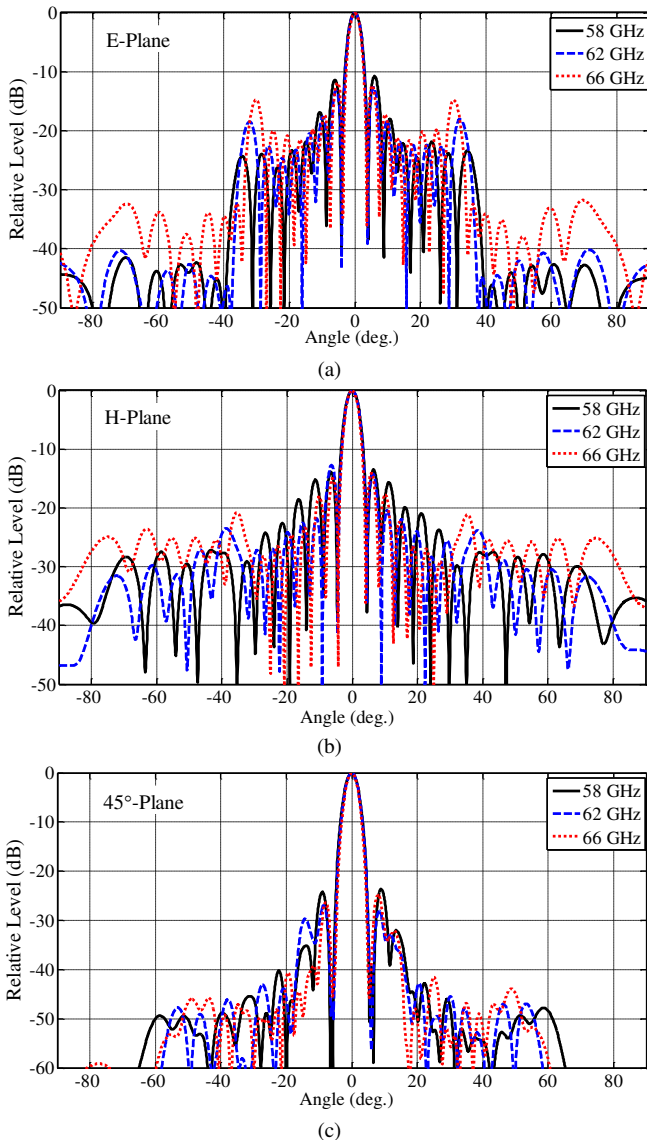 E-Plane
58 GHz
62 GHz
66 GHz
Relative Level (dB)
0
-10
-20
-30
-40
-50
-80 -60 -40 -20 0 20 40 60 80
Angle (deg.)
(a)
H-Plane
58 GHz
62 GHz
66 GHz
Relative Level (dB)
0
-10
-20
-30
-40
-50
-80 -60 -40 -20 0 20 40 60 80
Angle (deg.)
(b)
45°-Plane
58 GHz
62 GHz
66 GHz
Relative Level (dB)
0
-10
-20
-30
-40
-50
-60
-80 -60 -40 -20 0 20 40 60 80
Angle (deg.)
(c)